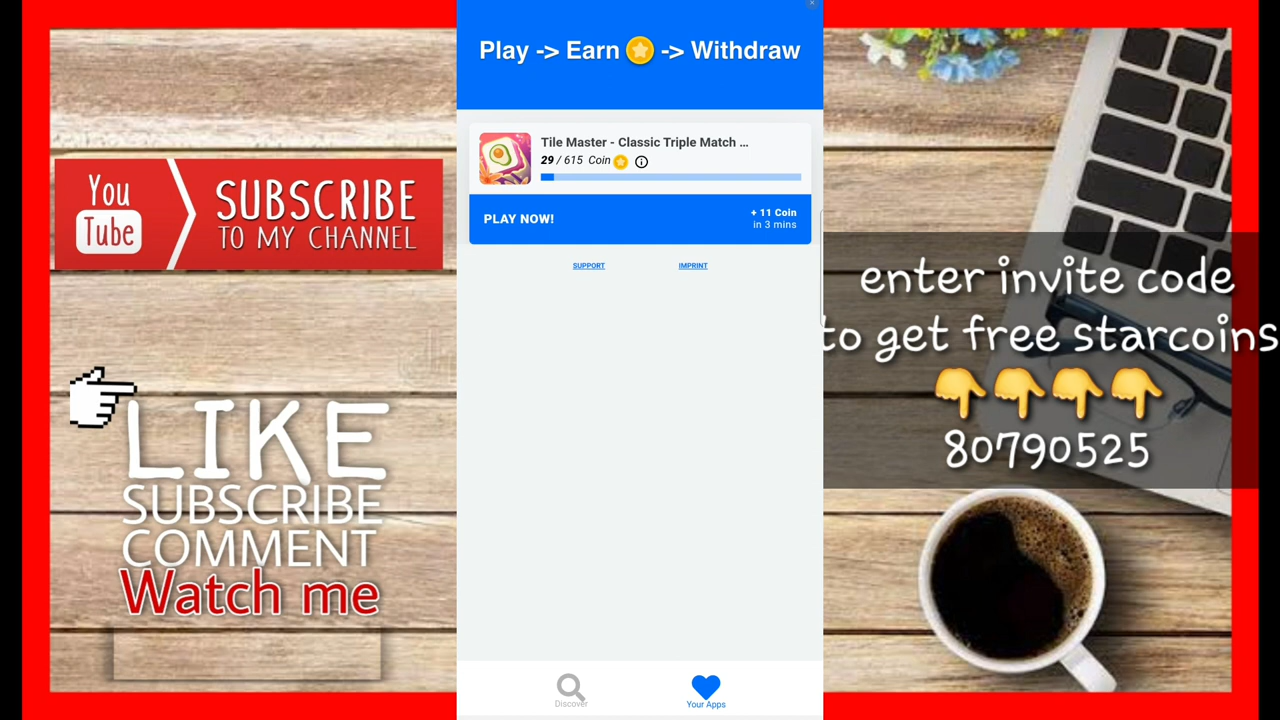 Play -> Earn -> Withdraw
Tile Master - Classic Triple Match ...
29 / 615 Coin
PLAY NOW!
+ 11 Coin
in 3 mins
SUPPORT IMPRINT
Discover
Your Apps
You
Tube
SUBSCRIBE
TO MY CHANNEL
LIKE
SUBSCRIBE
COMMENT
Watch me
enter invite code
to get free starcoins
80790525